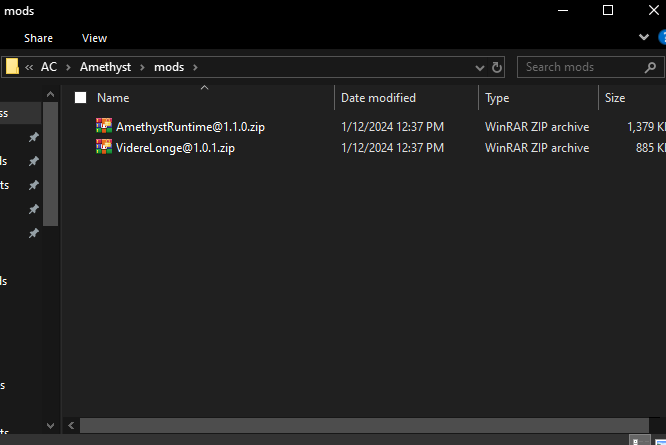 mods
Share View
« AC > Amethyst > mods > Search mods
Name Date modified Type Size
ss
AmethystRuntime@1.1.0.zip 1/12/2024 12:37 PM WinRAR ZIP archive 1,379 K
VidereLonge@1.0.1.zip 1/12/2024 12:37 PM WinRAR ZIP archive 885 K
ds
ts
ds
s
ts